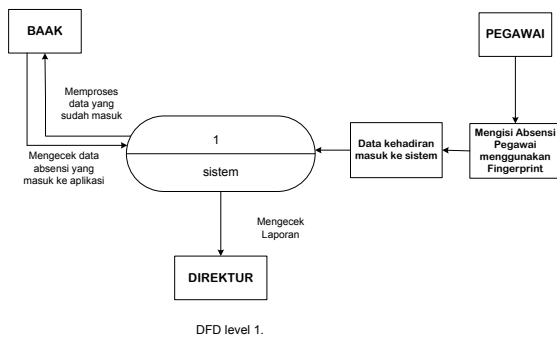 BAAK
PEGAWAI
Memproses
data yang
sudah masuk
1
sistem
Mengecek data
absensi yang
masuk ke aplikasi
Data kehadiran
masuk ke sistem
Mengisi Absensi
Pegawai
menggunakan
Fingerprint
Mengecek
Laporan
DIREKTUR
DFD level 1.